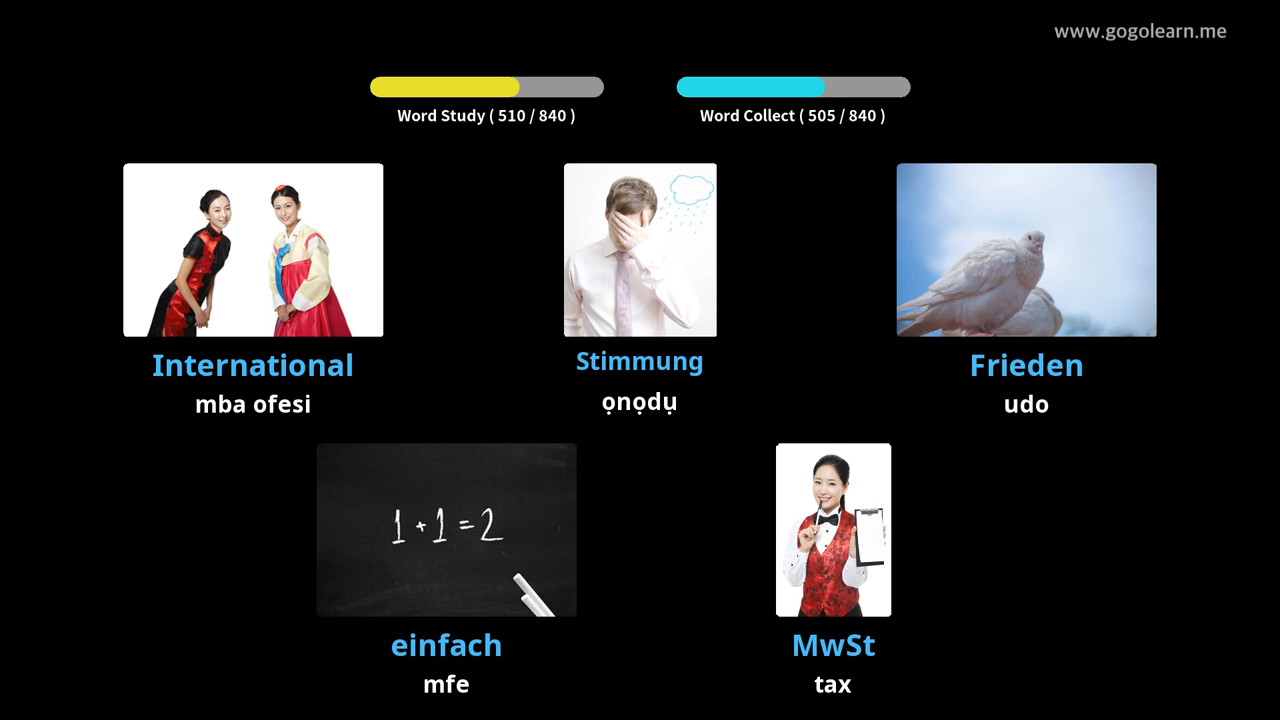 www.gogolearn.me
Word Study ( 510 / 840 )
Word Collect ( 505 / 840 )
International
mba ofesi
Stimmung
ọnọdụ
Frieden
udo
1 + 1 = 2
einfach
mfe
MwSt
tax